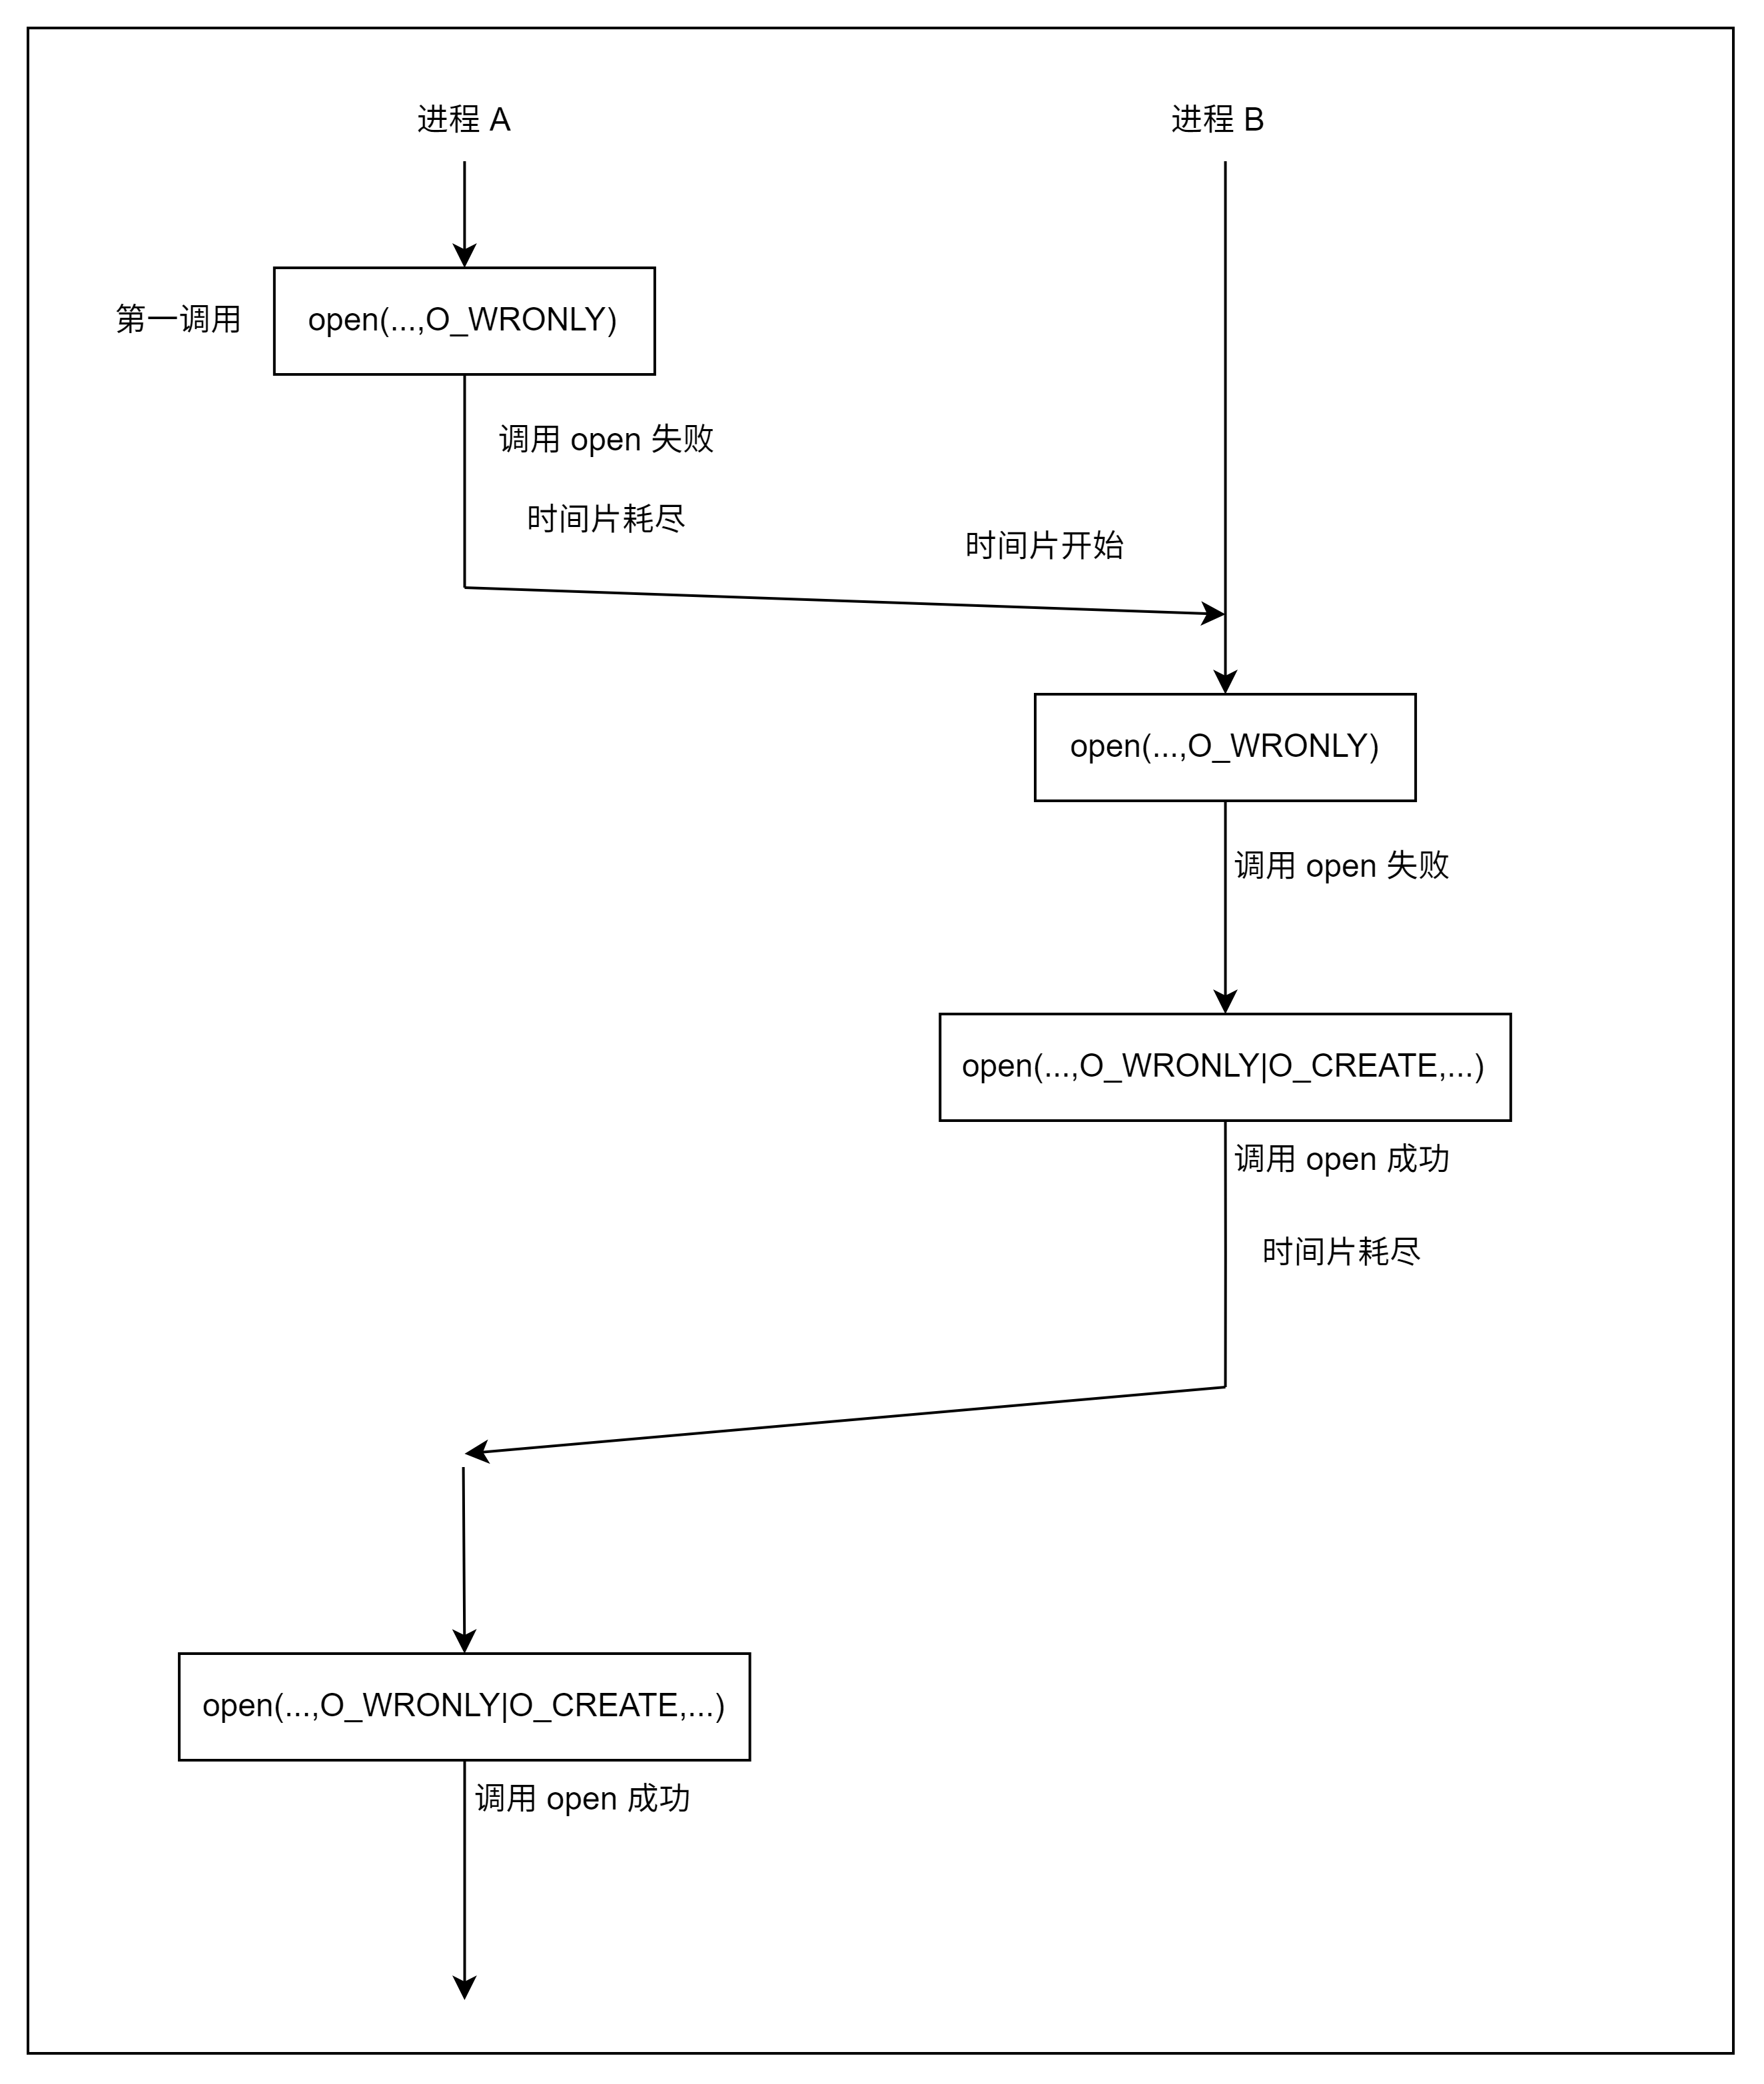 进程 A
进程 B
第一调用
open(...,O_WRONLY)
调用 open 失败
时间片耗尽
时间片开始
open(...,O_WRONLY)
调用 open 失败
open(...,O_WRONLY|O_CREATE,...)
调用 open 成功
时间片耗尽
open(...,O_WRONLY|O_CREATE,...)
调用 open 成功